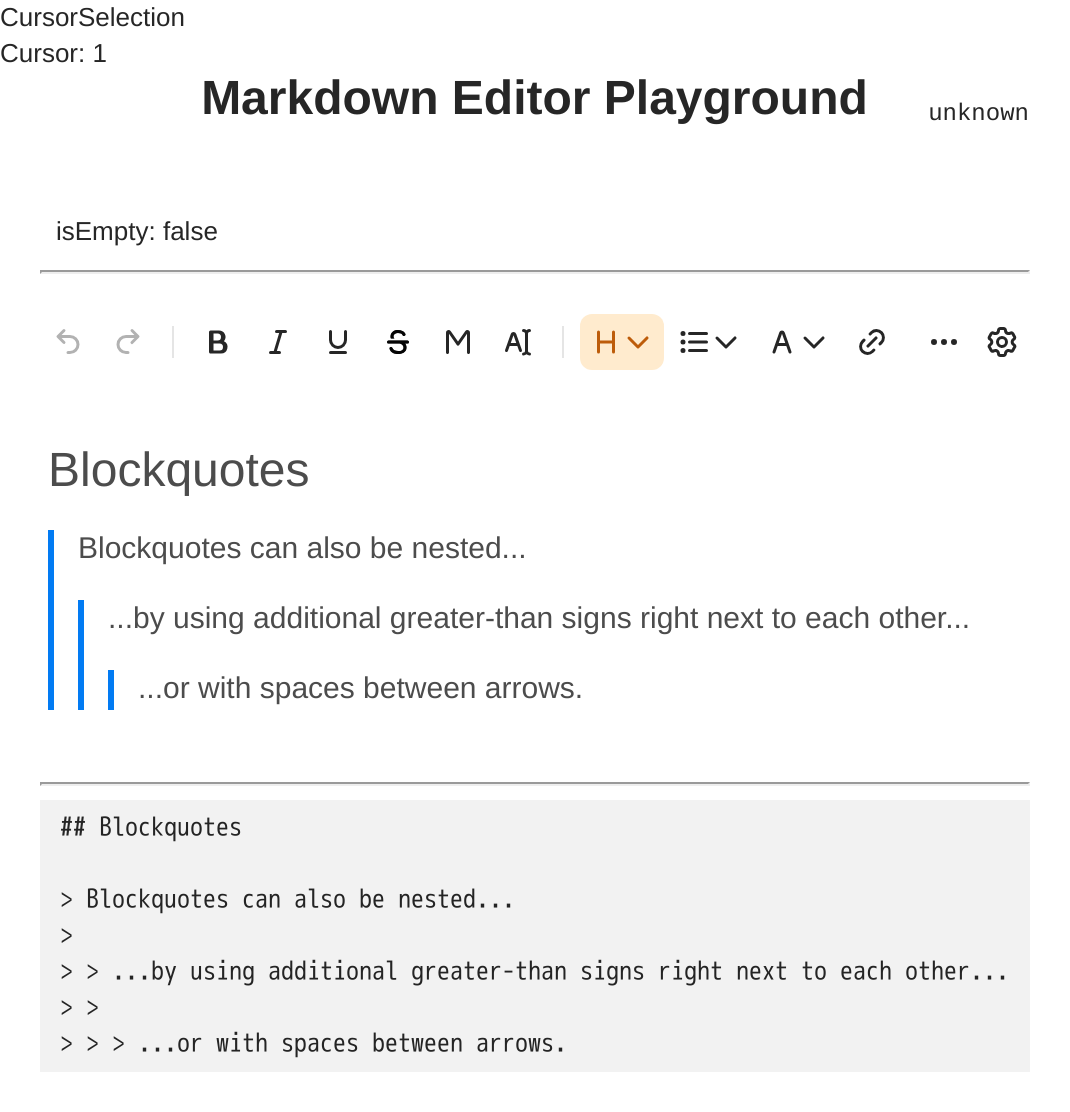 CursorSelection
Cursor: 1
Markdown Editor Playground
unknown
isEmpty: false
Blockquotes
Blockquotes can also be nested...
...by using additional greater-than signs right next to each other...
...or with spaces between arrows.
## Blockquotes
> Blockquotes can also be nested...
>
> > ...by using additional greater-than signs right next to each other...
> >
> > > ...or with spaces between arrows.